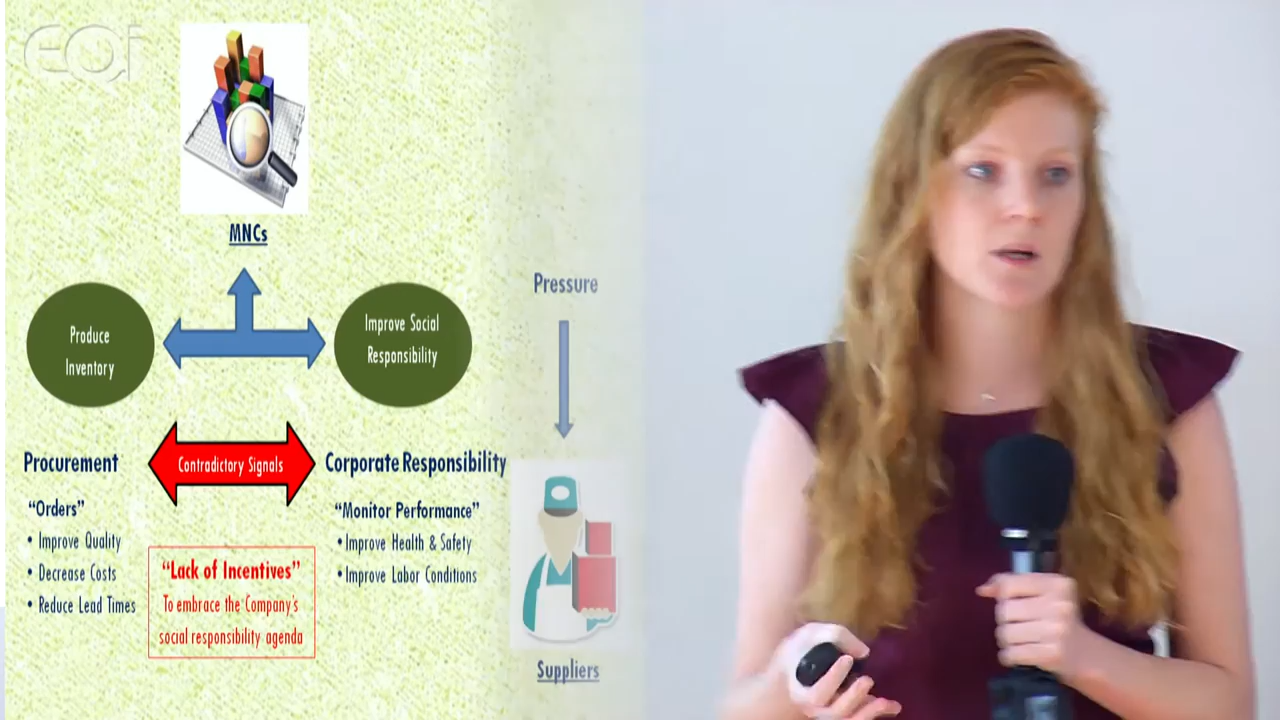 EQi
MNCs
Produce
Inventory
Improve Social
Responsibility
Pressure
Procurement
Contradictory Signals
Corporate Responsibility
“Orders”
• Improve Quality
• Decrease Costs
• Reduce Lead Times
“Lack of Incentives”
To embrace the Company's
social responsibility agenda
“Monitor Performance”
• Improve Health & Safety
• Improve Labor Conditions
Suppliers